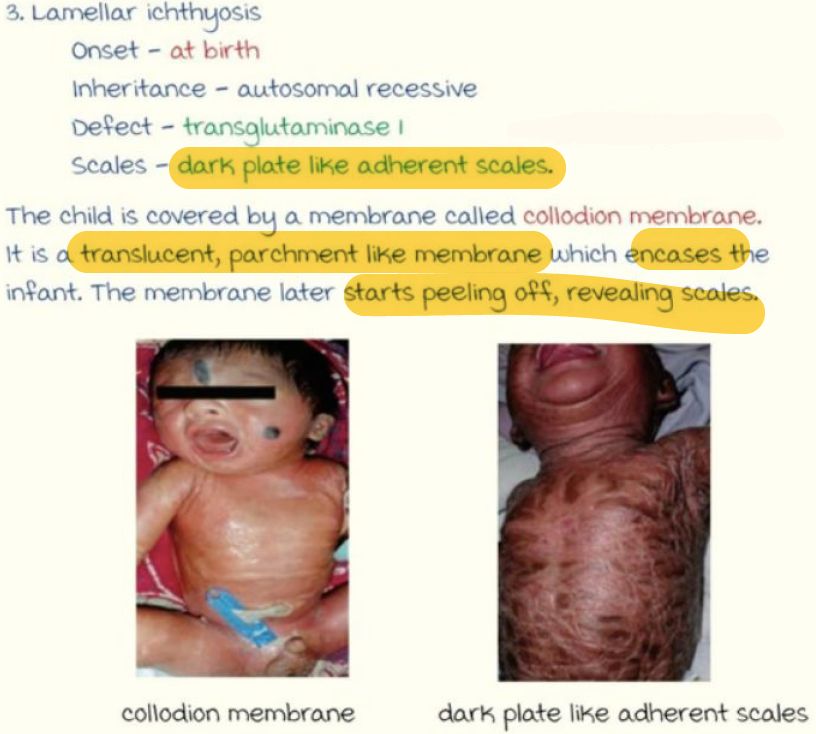 3. Lamellar ichthyosis
Onset - at birth
Inheritance - autosomal recessive
Defect - transglutaminase 1
Scales - dark plate like adherent scales.
The child is covered by a membrane called collodion membrane.
It is a translucent, parchment like membrane which encases the
infant. The membrane later starts peeling off, revealing scales.
collodion membrane
dark plate like adherent scales